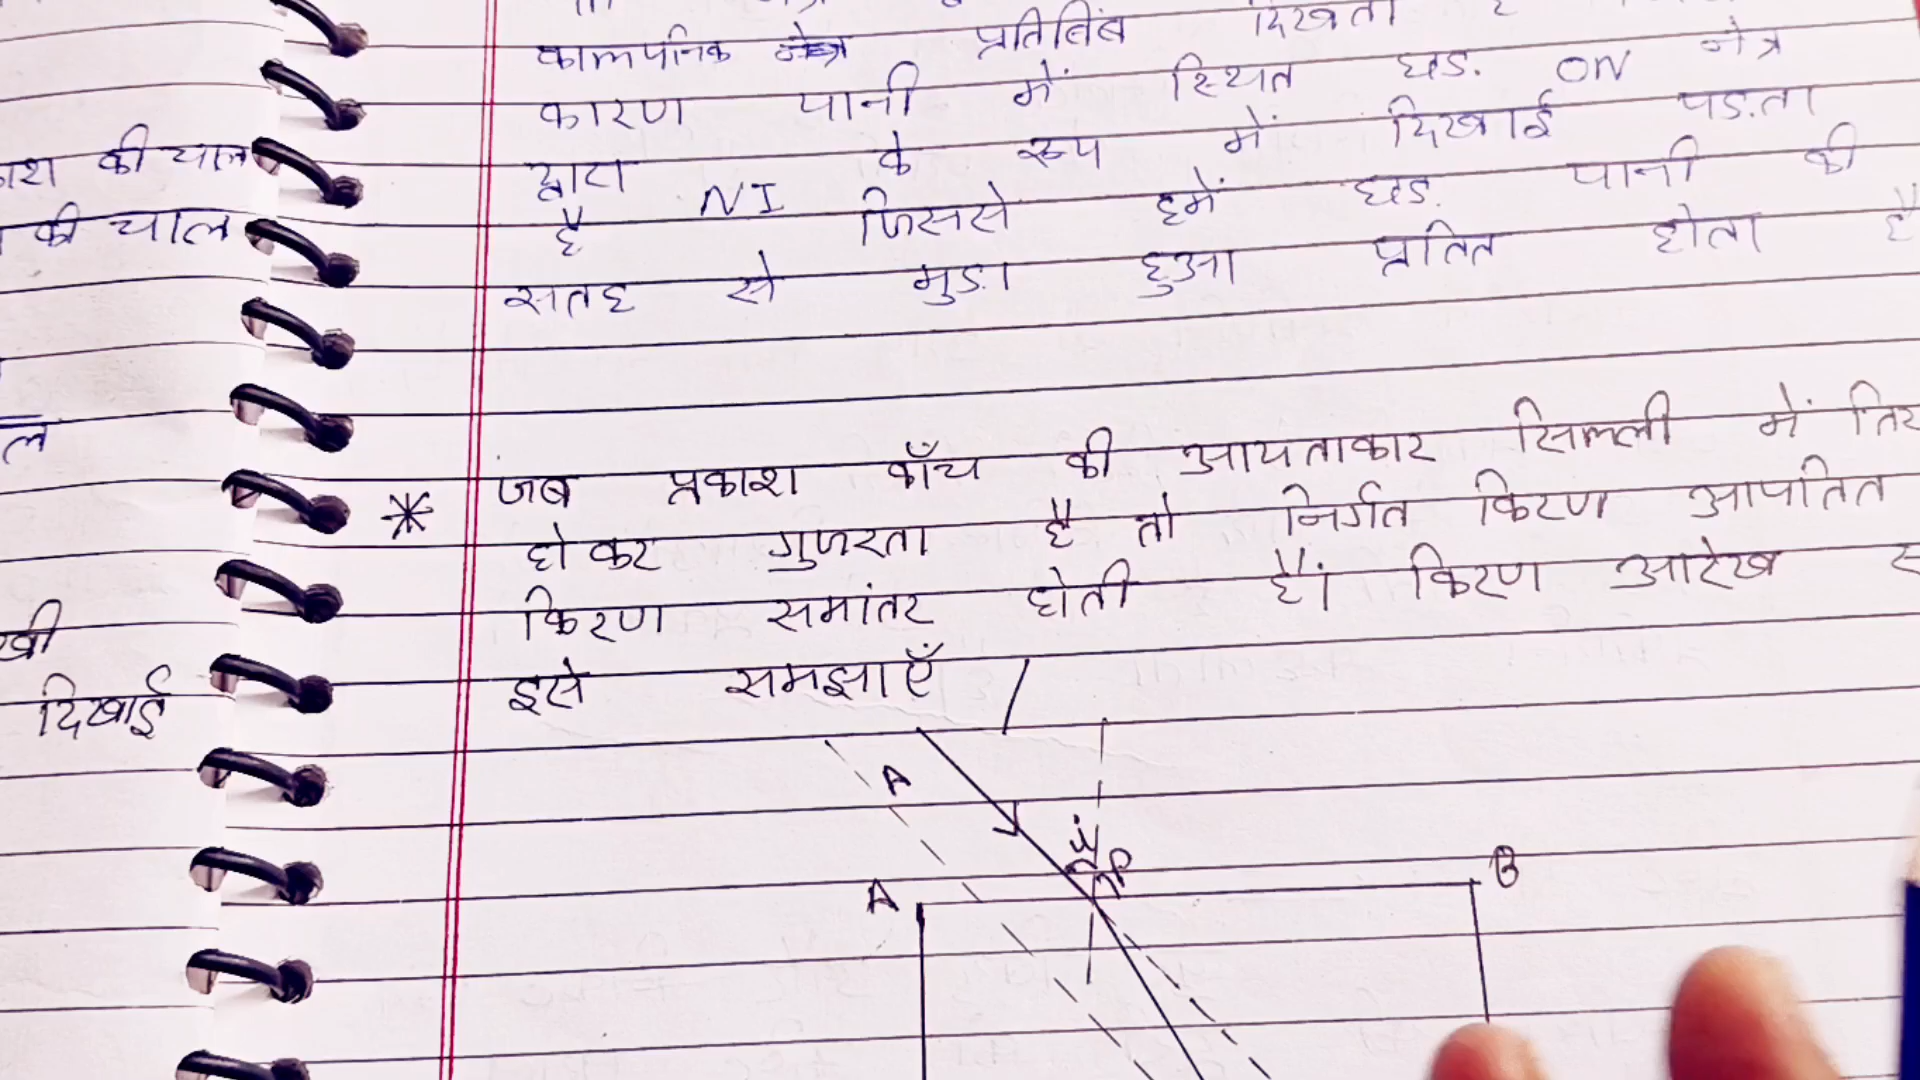 काल्पनिक प्रतिबिंब दिखता
कारण पानी में स्थित छड़. ON नेत्र
द्वारा NI के रूप में दिखाई पड़.ता
है जिससे हमें छड़. पानी की
सतह से मुड़ा हुआ प्रतित होता है
* जब प्रकाश काँच की आयताकार सिल्ली में
होकर गुजरता है तो निर्गत किरण आपतित
किरण समांतर होती है। किरण आरेख
इसे समझाएँ /
की चाल
की चाल
दिखाई
A
i
P
A
B